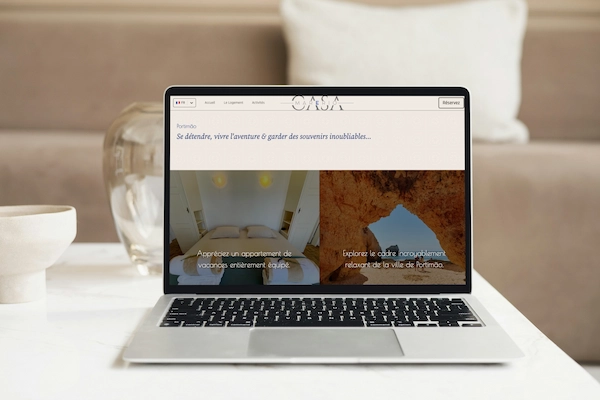 FR
Accueil
Le Logement
Activités
CASA
Réservez
Portimão
Se détendre, vivre l'aventure & garder des souvenirs inoubliables...
Appréciez un appartement de
vacances entièrement équipé.
Explorez le cadre incroyablement
relaxant de la ville de Portimão.